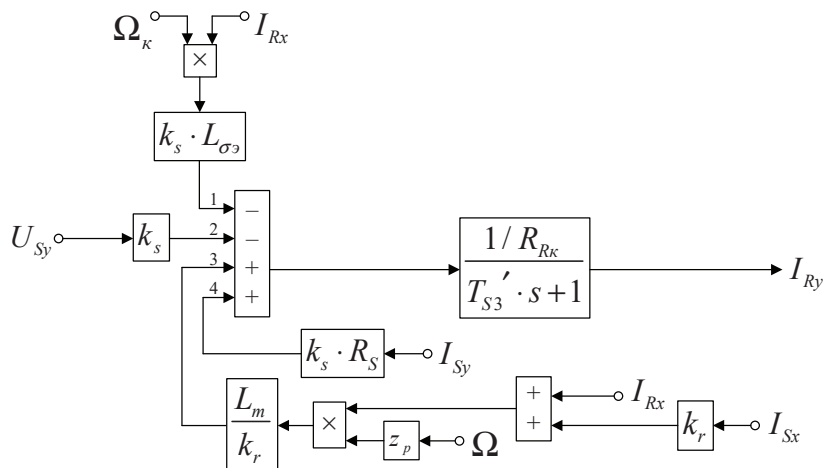 Ωκ I_Rx
×
k_s · L_σэ
1 −
U_Sy k_s 2 −
3 +
4 +
1 / R_Rк
T_S3′ · s + 1
I_Ry
k_s · R_S I_Sy
L_m
k_r
×
z_p Ω
+
+
I_Rx
k_r I_Sx